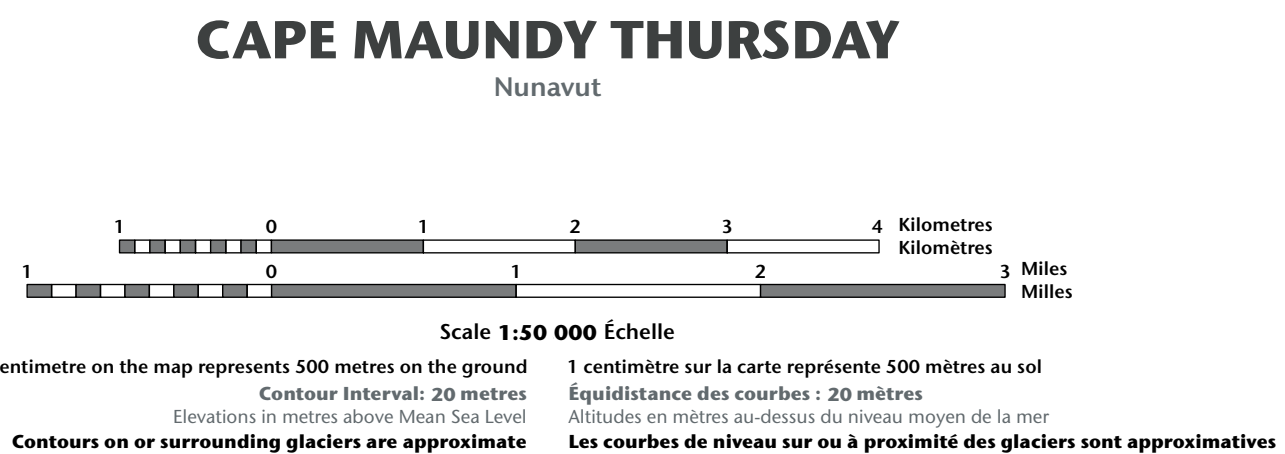 CAPE MAUNDY THURSDAY
Nunavut
1 0 1 2 3 4 Kilometres
Kilomètres
1 0 1 2 3 Miles
Milles
Scale 1:50 000 Échelle
on the map represents 500 metres on the ground
1 centimètre sur la carte représente 500 mètres au sol
Contour Interval: 20 metres
Équidistance des courbes : 20 mètres
Elevations in metres above Mean Sea Level
Altitudes en mètres au-dessus du niveau moyen de la mer
Contours on or surrounding glaciers are approximate
Les courbes de niveau sur ou à proximité des glaciers sont approximatives